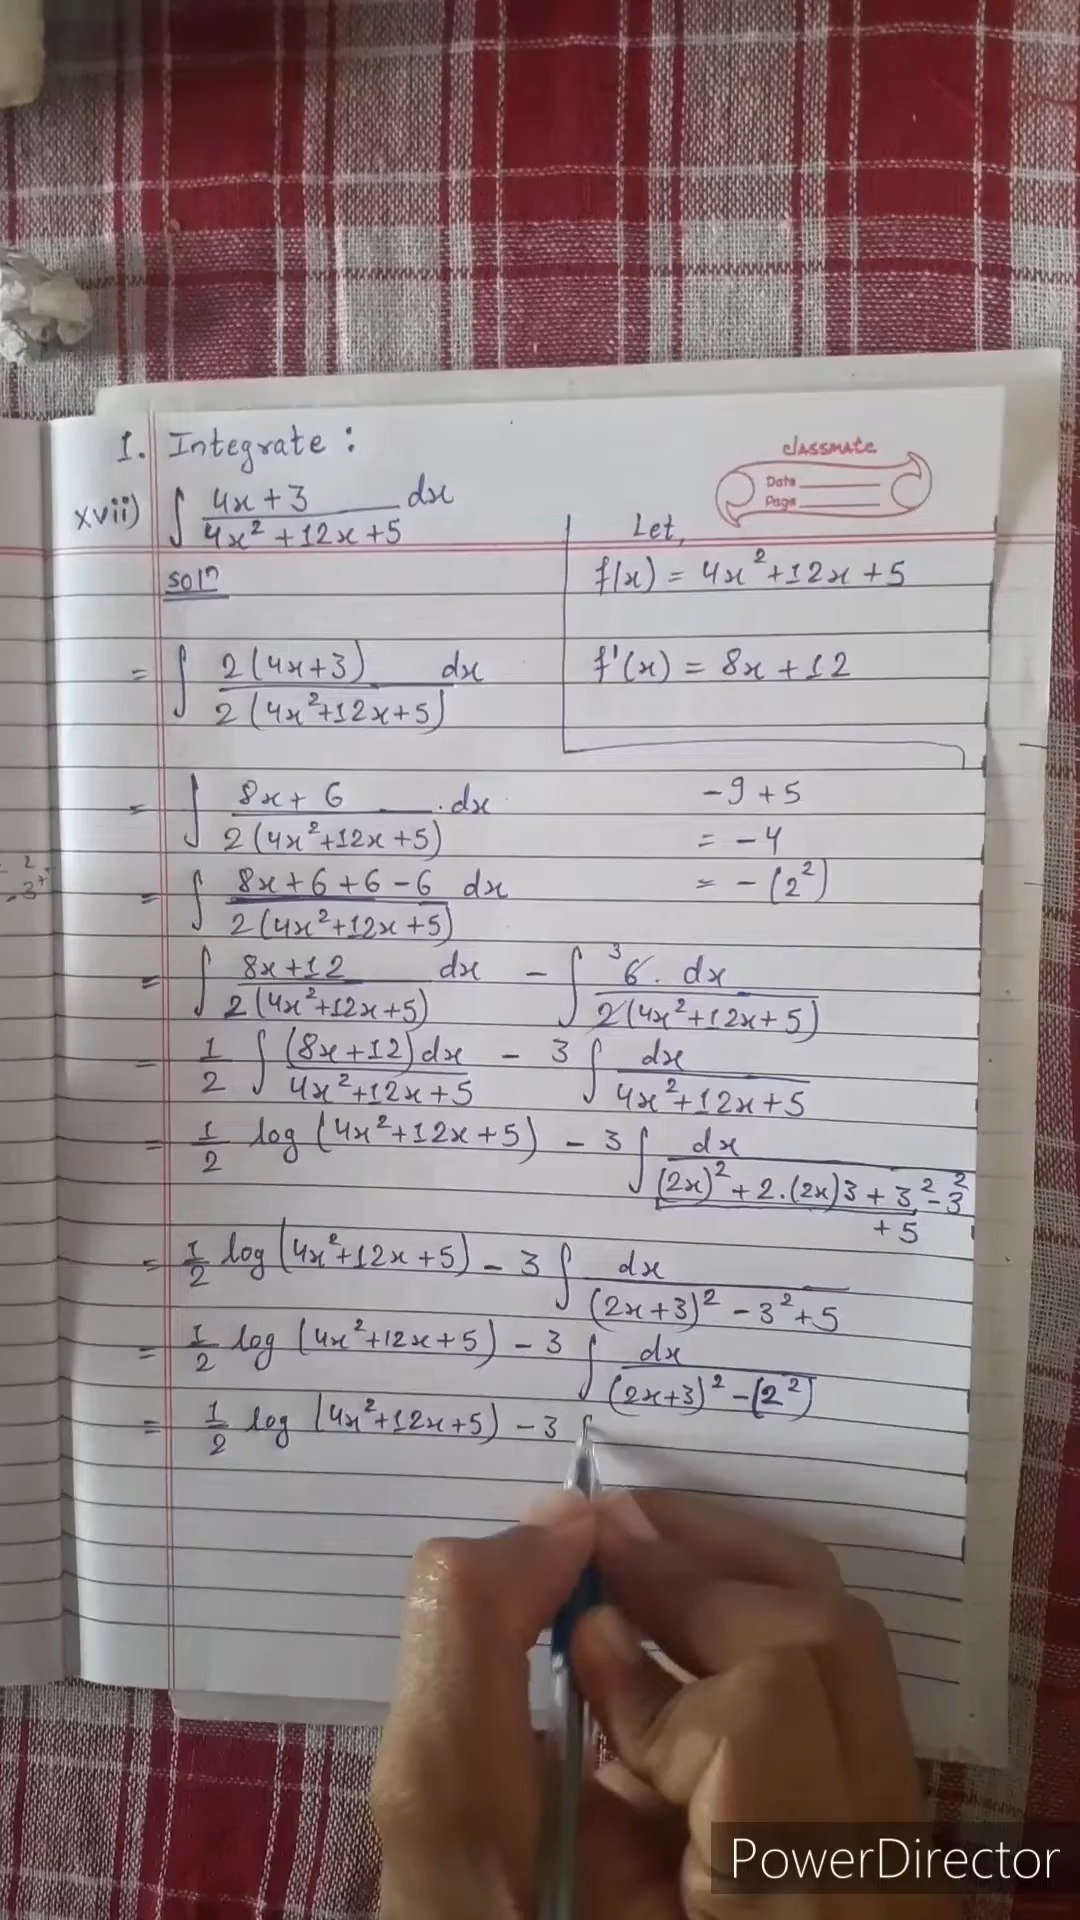 1. Integrate :
classmate
Date
Page
xvii) ∫ (4x + 3)/(4x² + 12x + 5) dx
Let,
solⁿ
f(x) = 4x² + 12x + 5
= ∫ 2(4x+3)/2(4x²+12x+5) dx
f'(x) = 8x + 12
= ∫ (8x + 6)/2(4x²+12x+5) . dx
-9 + 5
= -4
= -(2²)
= ∫ (8x + 6 + 6 - 6)/2(4x²+12x+5) dx
= ∫ (8x+12)/2(4x²+12x+5) dx - ∫ ³6. dx/2(4x²+12x+5)
= 1/2 ∫ (8x+12)dx/4x²+12x+5 - 3 ∫ dx/4x²+12x+5
= 1/2 log (4x²+12x+5) - 3 ∫ dx/(2x)² + 2.(2x)3 + 3² - 3² + 5
= 1/2 log (4x²+12x+5) - 3 ∫ dx/(2x+3)² - 3² + 5
= 1/2 log (4x²+12x+5) - 3 ∫ dx/(2x+3)² - (2²)
= 1/2 log (4x²+12x+5) - 3 ∫
PowerDirector